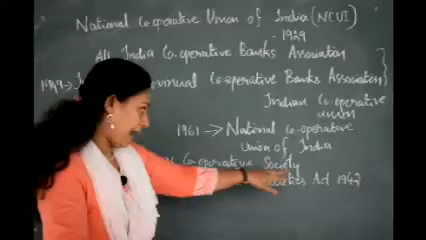 National Co-operative Union of India (NCUI)
- 1929
All India Co-operative Banks Association
1949 → Provincial Co-operative Banks Association
Indian Co-operative
union
1961 → National Co-operative
Union of India
Co-operative Society
Act 1942